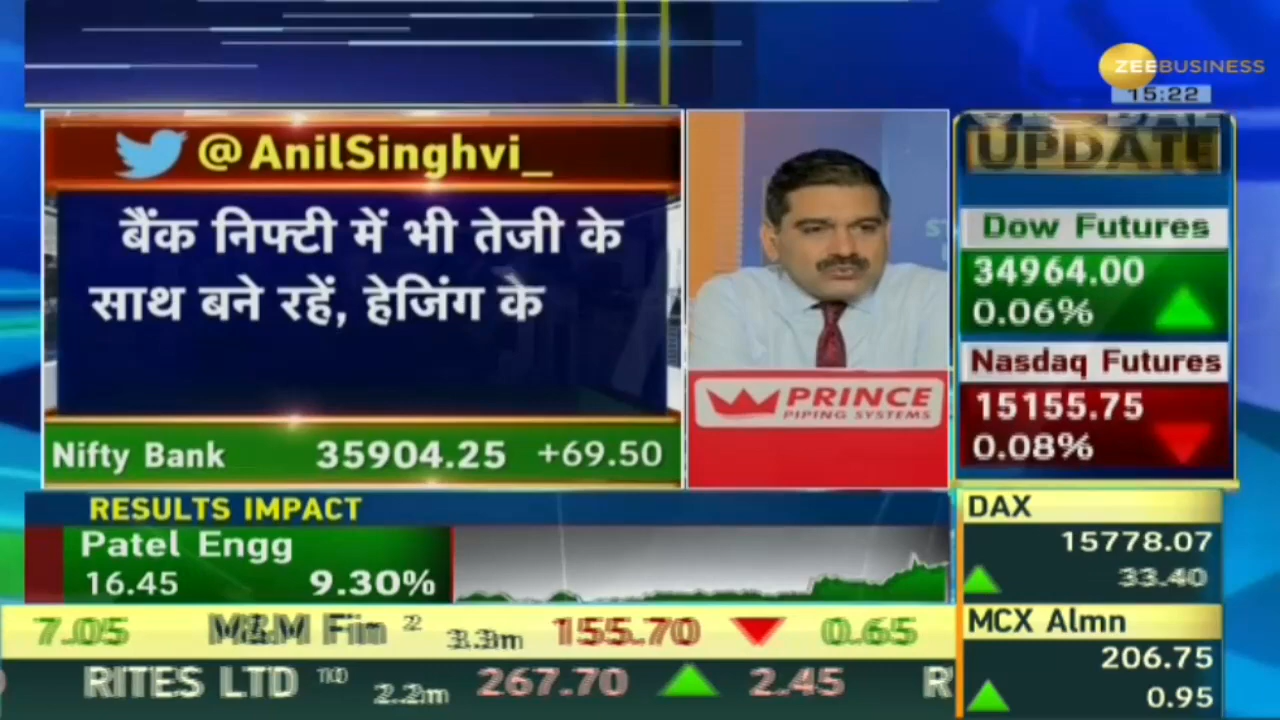 ZEEBUSINESS
15:22
@AnilSinghvi_
बैंक निफ्टी में भी तेजी के
साथ बने रहें, हेजिंग के
Nifty Bank 35904.25 +69.50
PRINCE
PIPING SYSTEMS
UPDATE
Dow Futures
34964.00
0.06%
Nasdaq Futures
15155.75
0.08%
RESULTS IMPACT
Patel Engg
16.45 9.30%
DAX
15778.07
33.40
MCX Almn
206.75
0.95
7.05 M&M Fin 3.3m 155.70 0.65
RITES LTD 2.2m 267.70 2.45